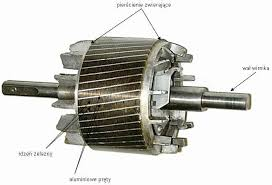 pierścienie zwierające
wał wirnika
rdzeń żelazny
aluminiowe pręty